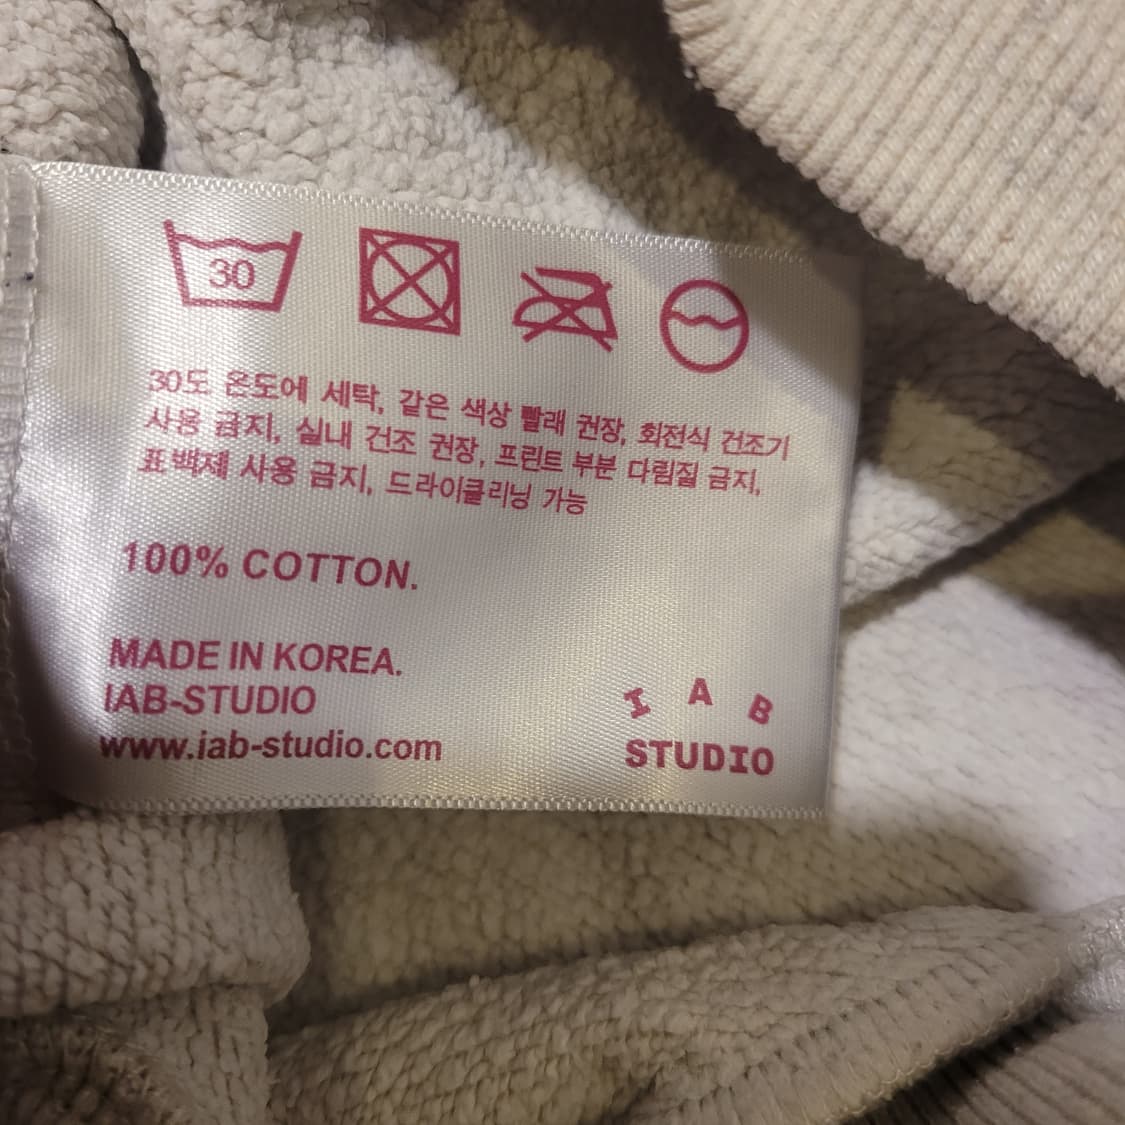 30
30도 온도에 세탁, 같은 색상 빨래 권장, 회전식 건조기
사용 금지, 실내 건조 권장, 프린트 부분 다림질 금지,
표백제 사용 금지, 드라이클리닝 가능
100% COTTON.
MADE IN KOREA.
IAB-STUDIO
www.iab-studio.com
I A B
STUDIO